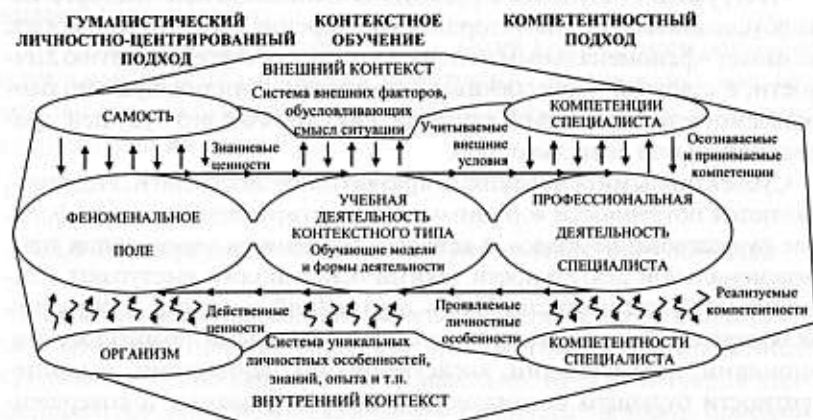 ГУМАНИСТИЧЕСКИЙ
ЛИЧНОСТНО-ЦЕНТРИРОВАННЫЙ
ПОДХОД
КОНТЕКСТНОЕ
ОБУЧЕНИЕ
КОМПЕТЕНТНОСТНЫЙ
ПОДХОД
ВНЕШНИЙ КОНТЕКСТ
Система внешних факторов,
обусловливающих
смысл ситуации
САМОСТЬ
КОМПЕТЕНЦИИ
СПЕЦИАЛИСТА
Знаниевые
ценности
Учитываемые
внешние
условия
Осознаваемые
и принимаемые
компетенции
ФЕНОМЕНАЛЬНОЕ
ПОЛЕ
УЧЕБНАЯ
ДЕЯТЕЛЬНОСТЬ
КОНТЕКСТНОГО ТИПА
Обучающие модели
и формы деятельности
ПРОФЕССИОНАЛЬНАЯ
ДЕЯТЕЛЬНОСТЬ
СПЕЦИАЛИСТА
Действенные
ценности
Проявляемые
личностные
особенности
Реализуемые
компетентности
ОРГАНИЗМ
Система уникальных
личностных особенностей,
знаний, опыта и т.п.
КОМПЕТЕНТНОСТИ
СПЕЦИАЛИСТА
ВНУТРЕННИЙ КОНТЕКСТ